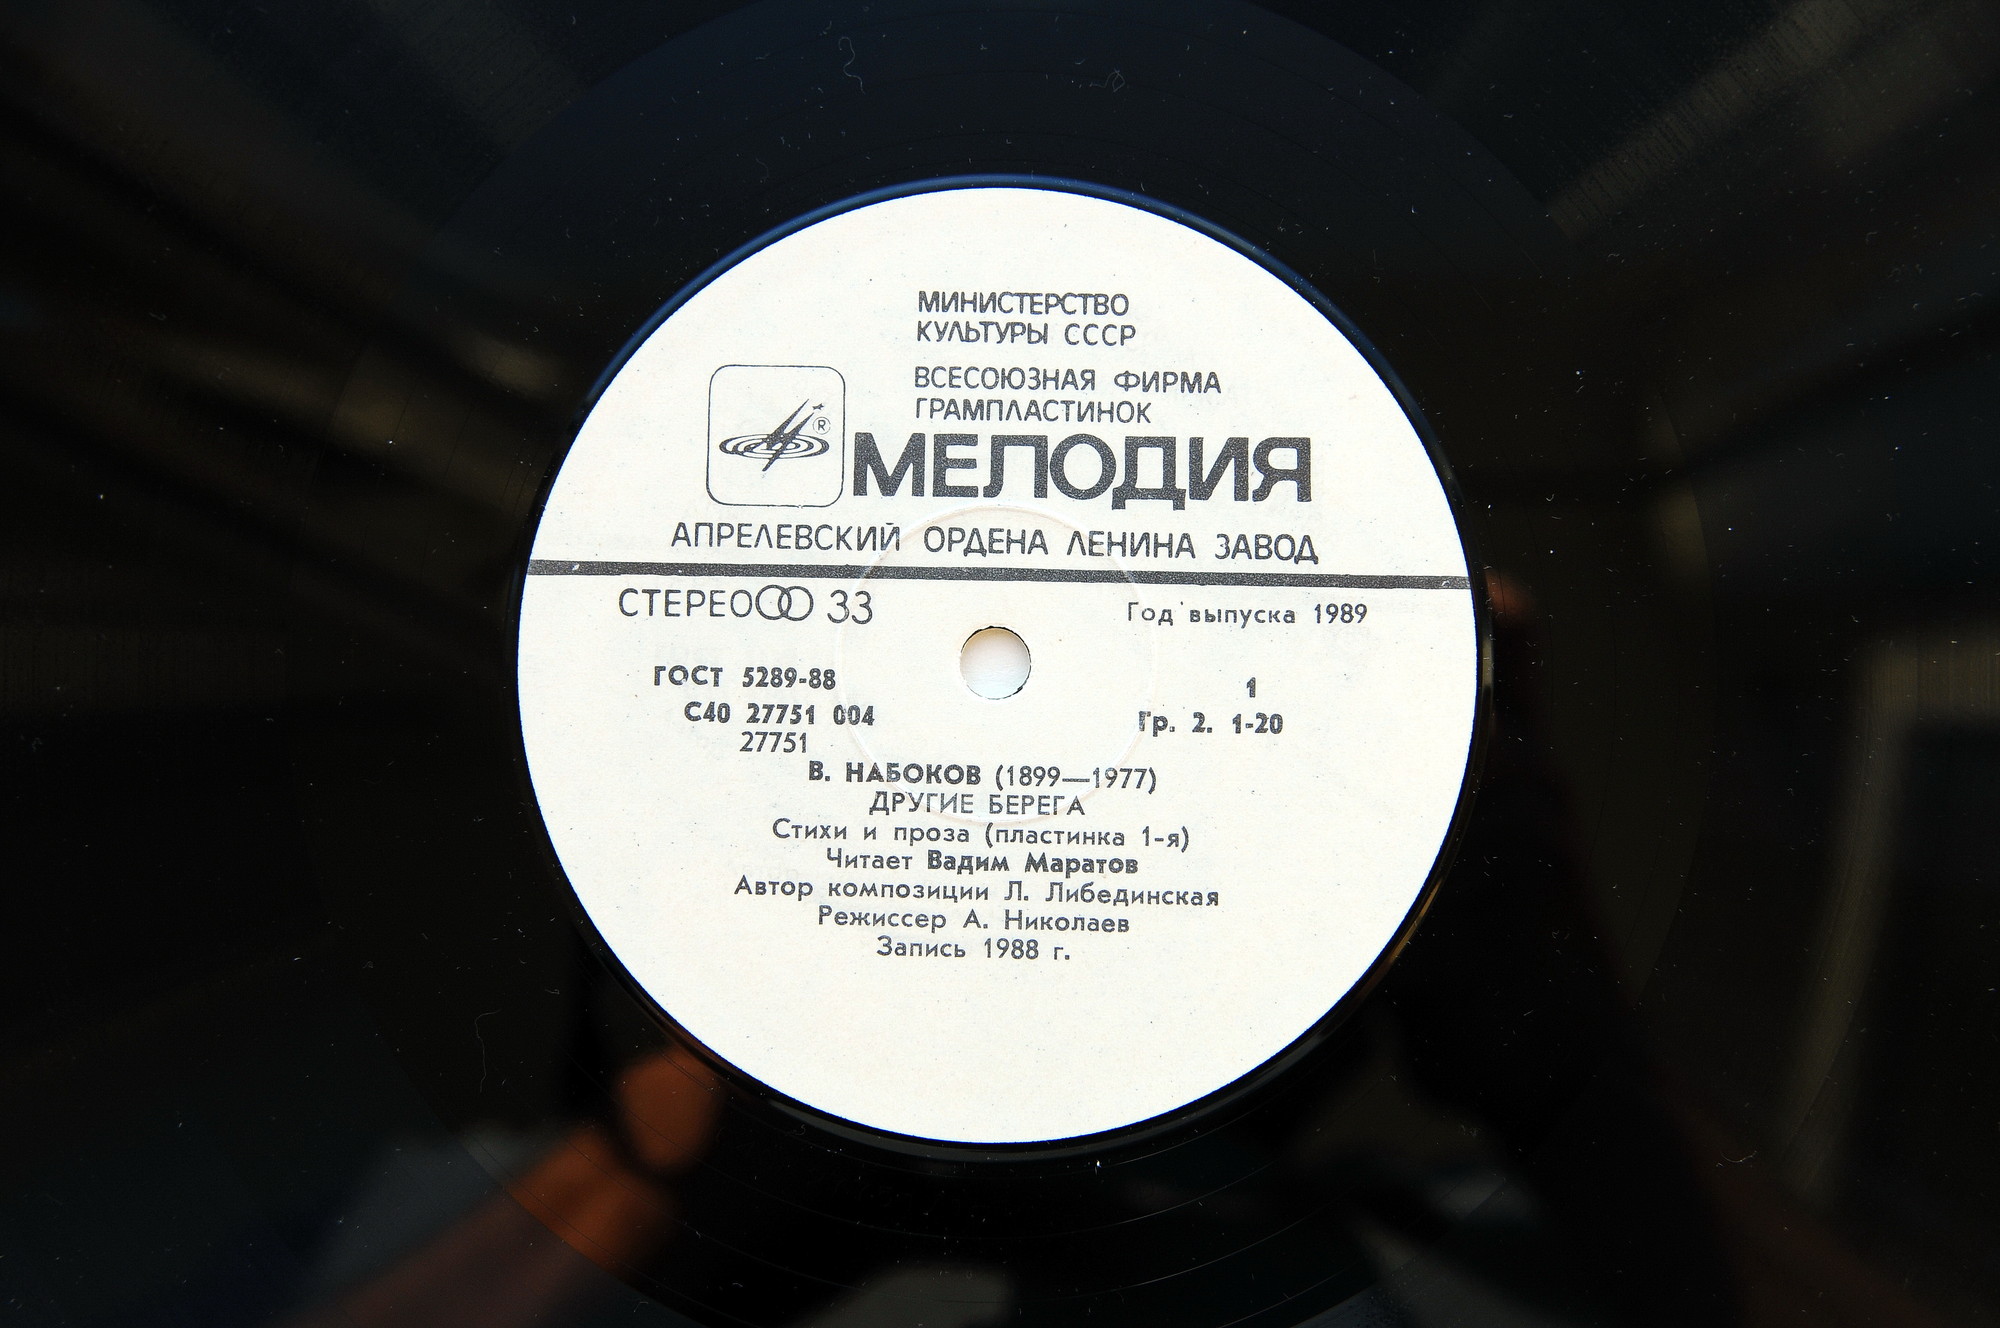 МИНИСТЕРСТВО
КУЛЬТУРЫ СССР
ВСЕСОЮЗНАЯ ФИРМА
ГРАМПЛАСТИНОК
®
МЕЛОДИЯ
АПРЕЛЕВСКИЙ ОРДЕНА ЛЕНИНА ЗАВОД
СТЕРЕО 33
Год выпуска 1989
ГОСТ 5289-88
1
С40 27751 004
Гр. 2. 1-20
27751
В. НАБОКОВ (1899—1977)
ДРУГИЕ БЕРЕГА
Стихи и проза (пластинка 1-я)
Читает Вадим Маратов
Автор композиции Л. Либединская
Режиссер А. Николаев
Запись 1988 г.